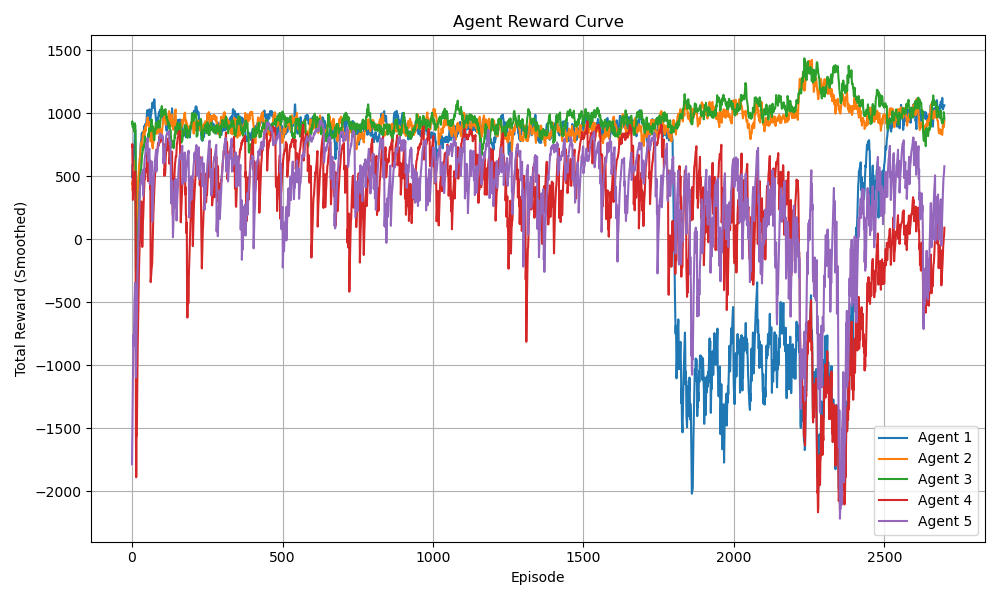 Agent Reward Curve
1500
1000
500
0
−500
−1000
−1500
−2000
Total Reward (Smoothed)
0
500
1000
1500
2000
2500
Episode
Agent 1
Agent 2
Agent 3
Agent 4
Agent 5